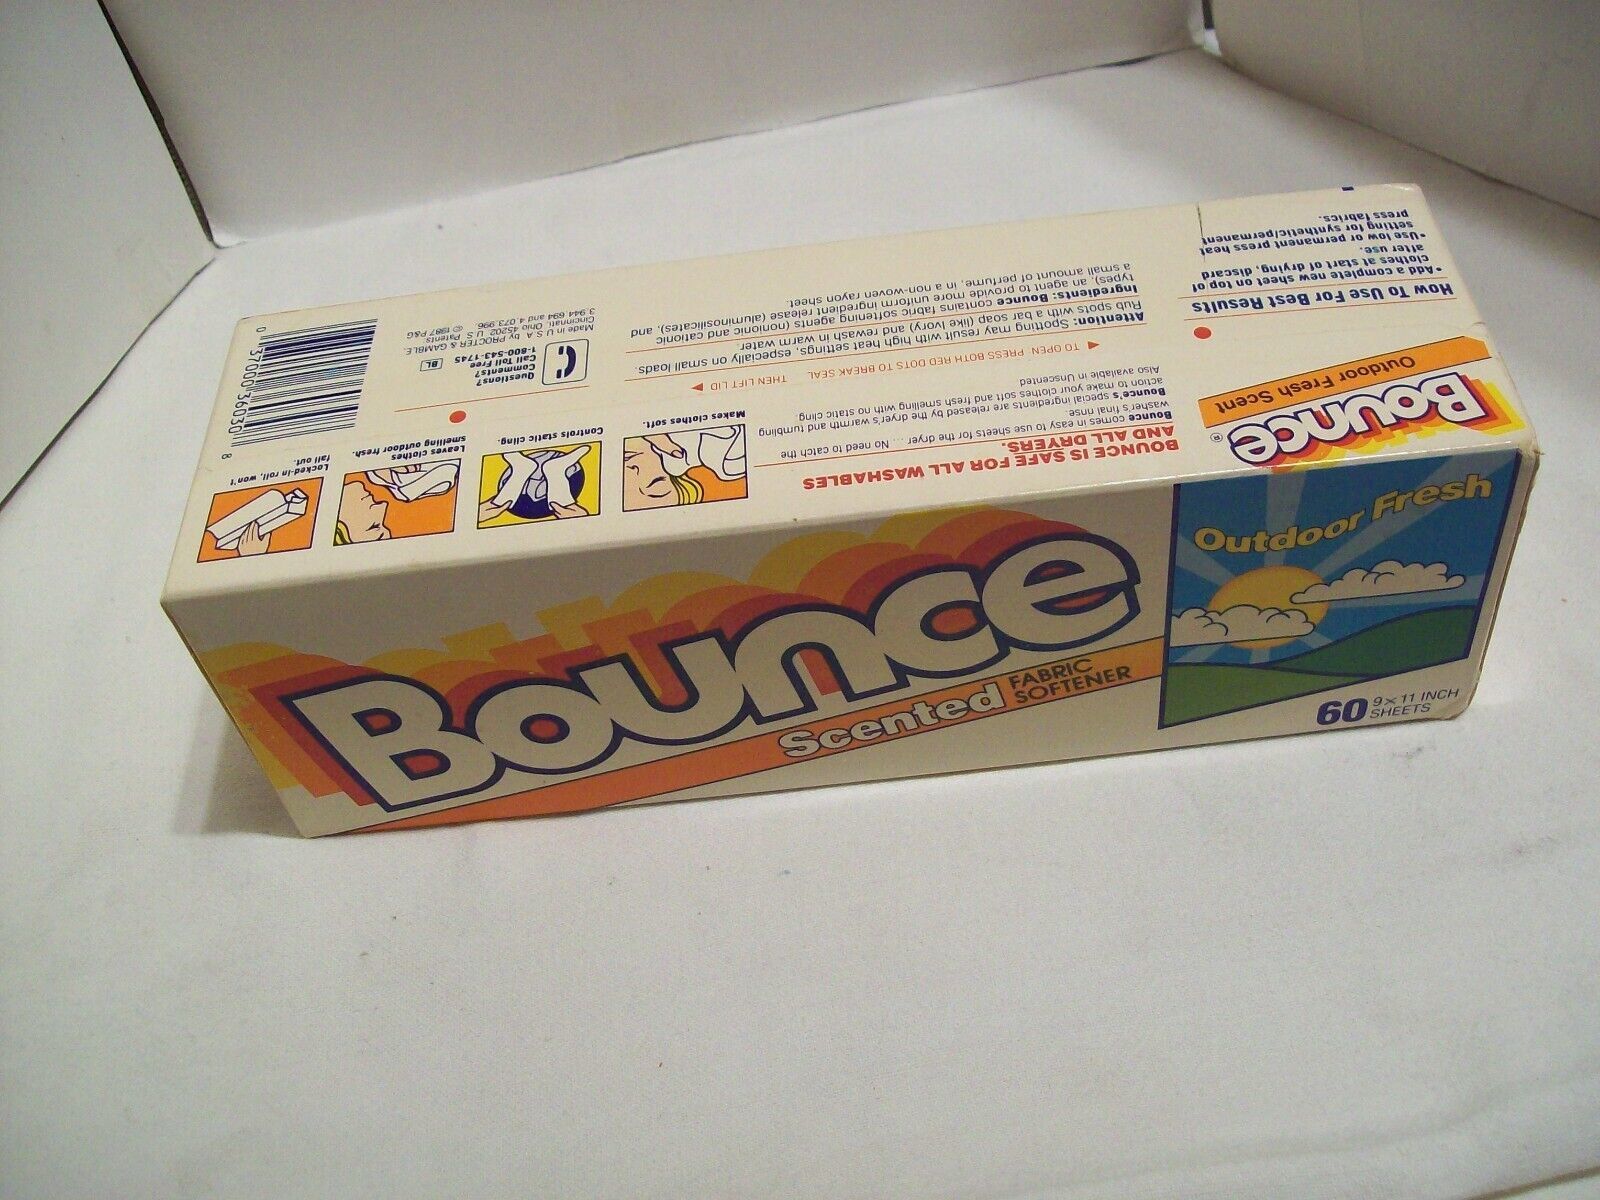 Bounce
Scented
FABRIC
SOFTENER
Outdoor Fresh
60 9×11 INCH
SHEETS
Bounce®
Outdoor Fresh Scent
How To Use For Best Results
•Add a complete new sheet on top of
clothes at start of drying, discard
after use.
•Use low or permanent press heat
setting for synthetic/permanent
press fabrics.
BOUNCE IS SAFE FOR ALL WASHABLES
AND ALL DRYERS.
Bounce comes in easy to use sheets for the dryer ... No need to catch the
washer's final rinse.
Bounce's special ingredients are released by the dryer's warmth and tumbling
action to make your clothes soft and fresh smelling with no static cling.
Also available in Unscented
◄ TO OPEN: PRESS BOTH RED DOTS TO BREAK SEAL THEN LIFT LID ►
Attention: Spotting may result with high heat settings, especially on small loads.
Rub spots with a bar soap (like Ivory) and rewash in warm water.
Ingredients: Bounce contains fabric softening agents (nonionic and cationic
types), an agent to provide more uniform ingredient release (aluminosilicates), and
a small amount of perfume, in a non-woven rayon sheet.
Makes clothes soft.
Controls static cling.
Leaves clothes
smelling outdoor fresh.
Locked-in roll, won't
fall out.
Questions?
Comments?
Call Toll Free
1-800-543-1745
BL
Made in U.S.A. by PROCTER & GAMBLE
Cincinnati, Ohio 45202 U.S. Patents
3,944,694 and 4,073,996 © 1987 P&G
0 37000 36030 8